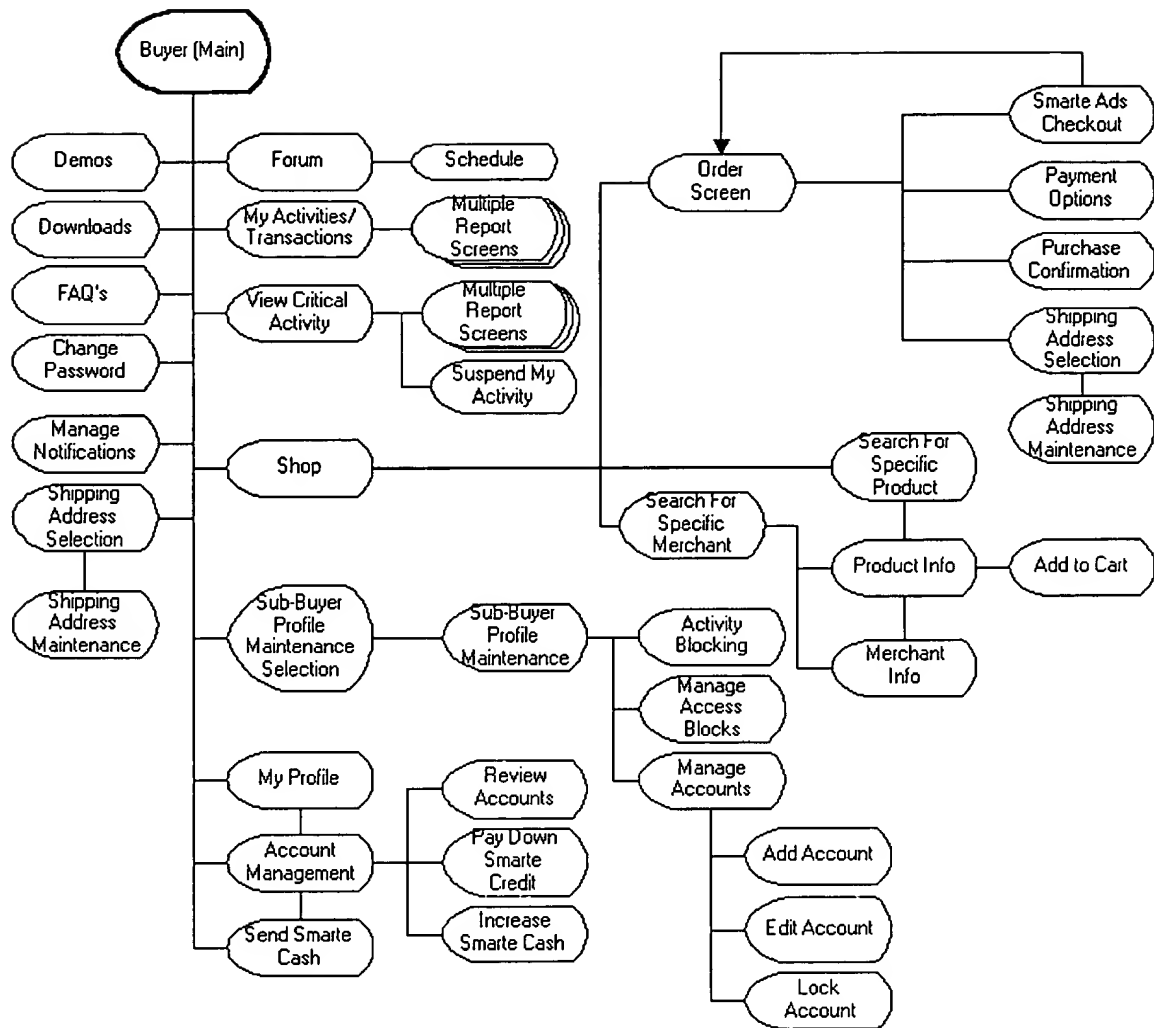 Buyer (Main)
Smarte Ads
Checkout
Demos
Forum
Schedule
Order
Screen
Payment
Options
Downloads
My Activities/
Transactions
Multiple
Report
Screens
Purchase
Confirmation
FAQ's
View Critical
Activity
Multiple
Report
Screens
Shipping
Address
Selection
Change
Password
Suspend My
Activity
Shipping
Address
Maintenance
Manage
Notifications
Shop
Search For
Specific
Product
Shipping
Address
Selection
Search For
Specific
Merchant
Product Info
Add to Cart
Shipping
Address
Maintenance
Sub-Buyer
Profile
Maintenance
Selection
Sub-Buyer
Profile
Maintenance
Activity
Blocking
Merchant
Info
Manage
Access
Blocks
My Profile
Review
Accounts
Manage
Accounts
Account
Management
Pay Down
Smarte
Credit
Add Account
Send Smarte
Cash
Increase
Smarte Cash
Edit Account
Lock
Account